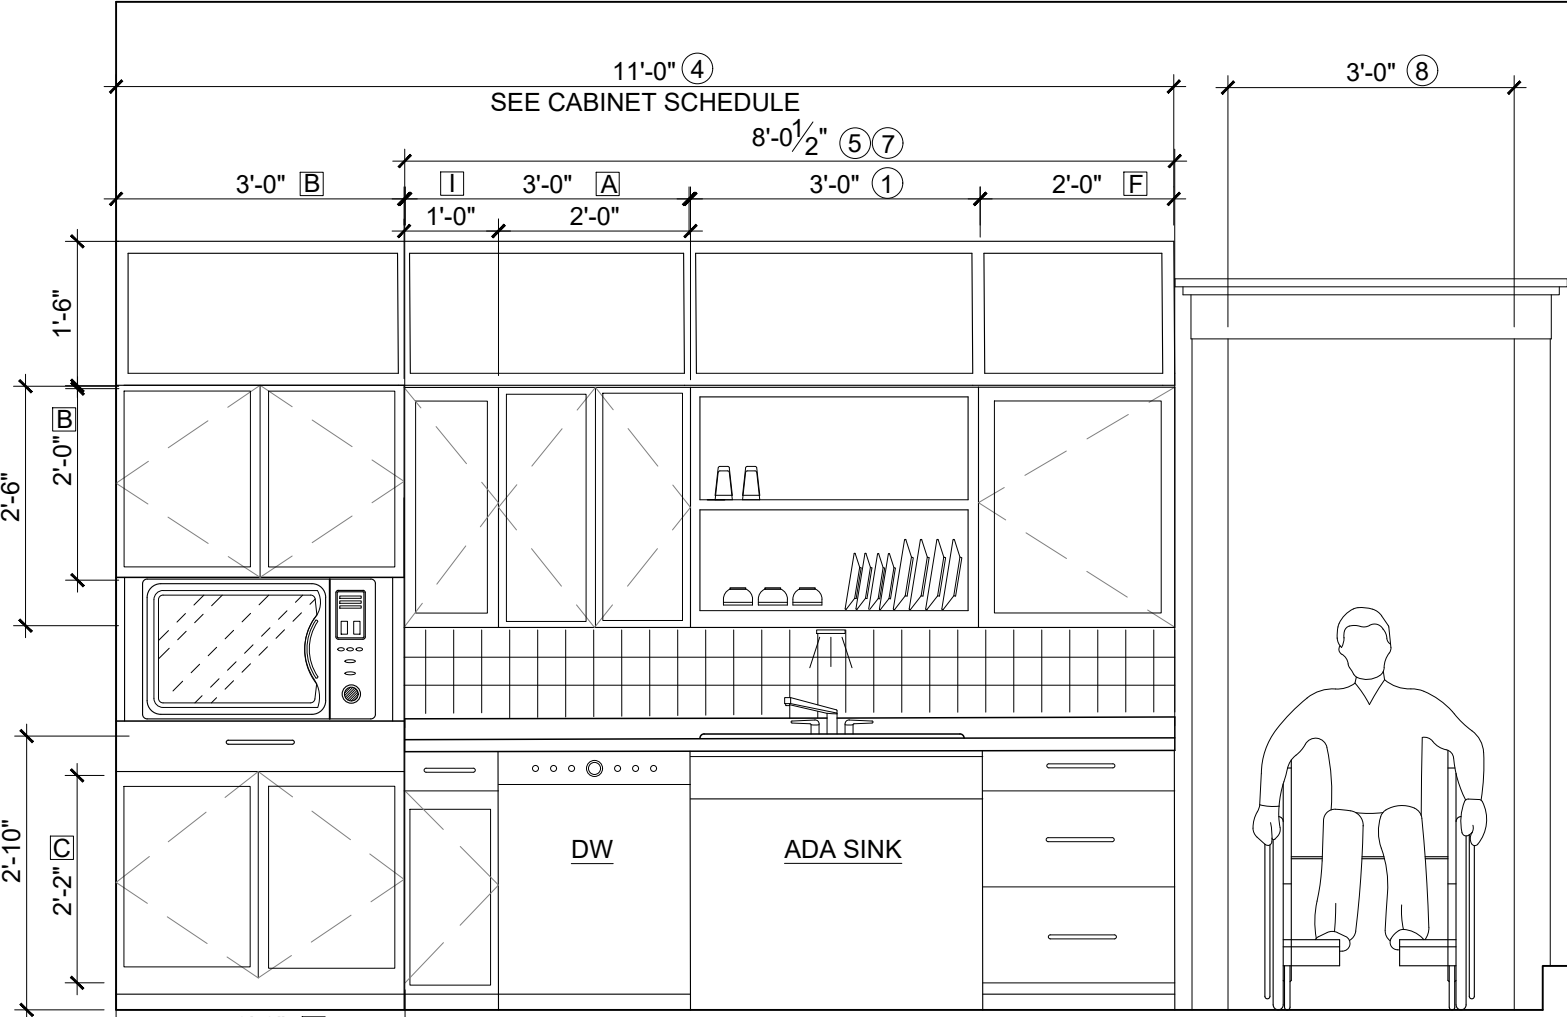 11'-0" 4
3'-0" 8
SEE CABINET SCHEDULE
8'-0 1/2" 5 7
3'-0" B
I
3'-0" A
3'-0" 1
2'-0" F
1'-0"
2'-0"
1'-6"
2'-0" B
2'-6"
2'-10"
2'-2" C
DW
ADA SINK